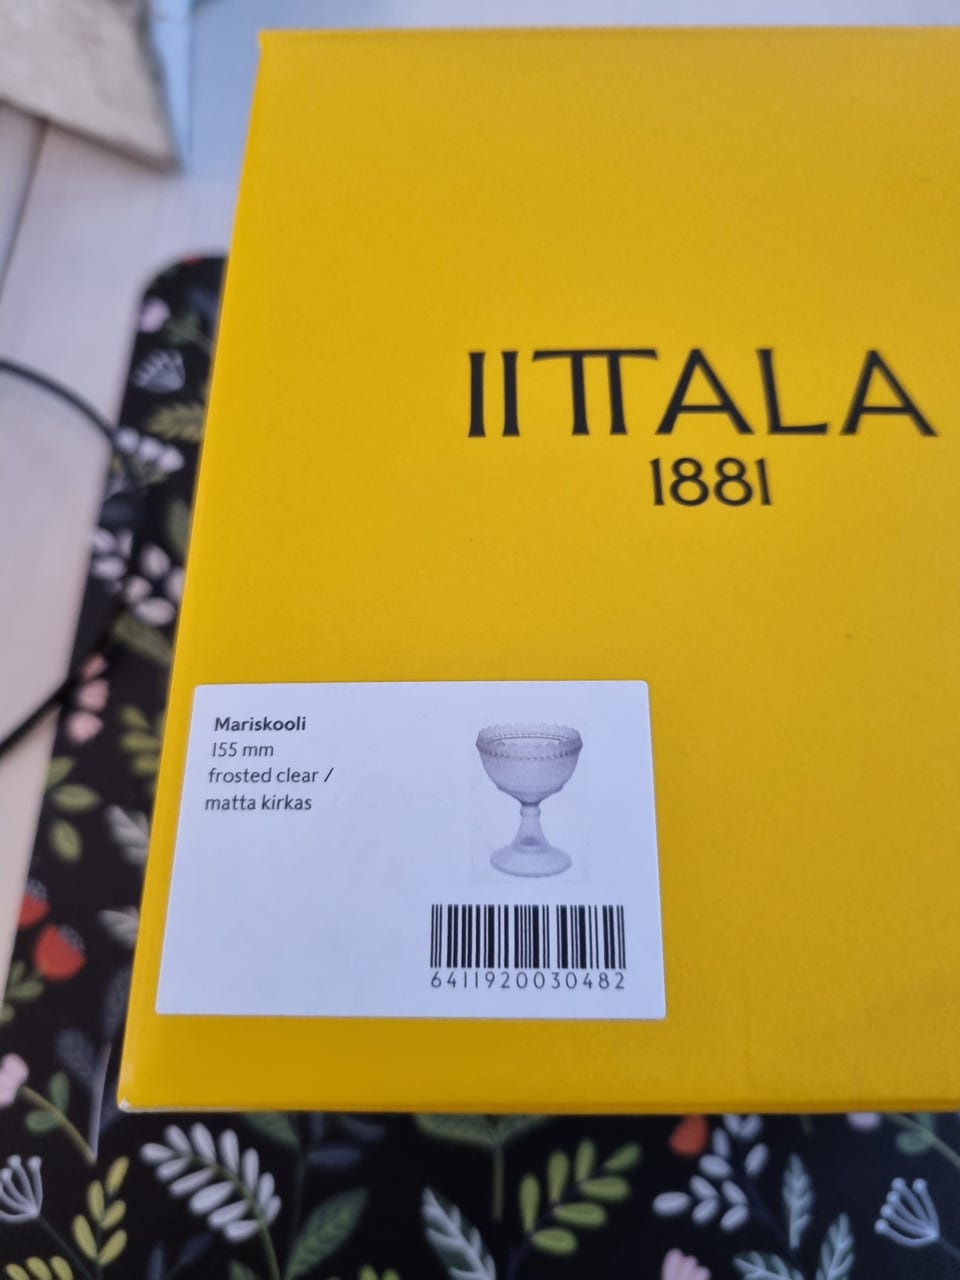 IITTALA
1881
Mariskooli
155 mm
frosted clear /
matta kirkas
6411920030482